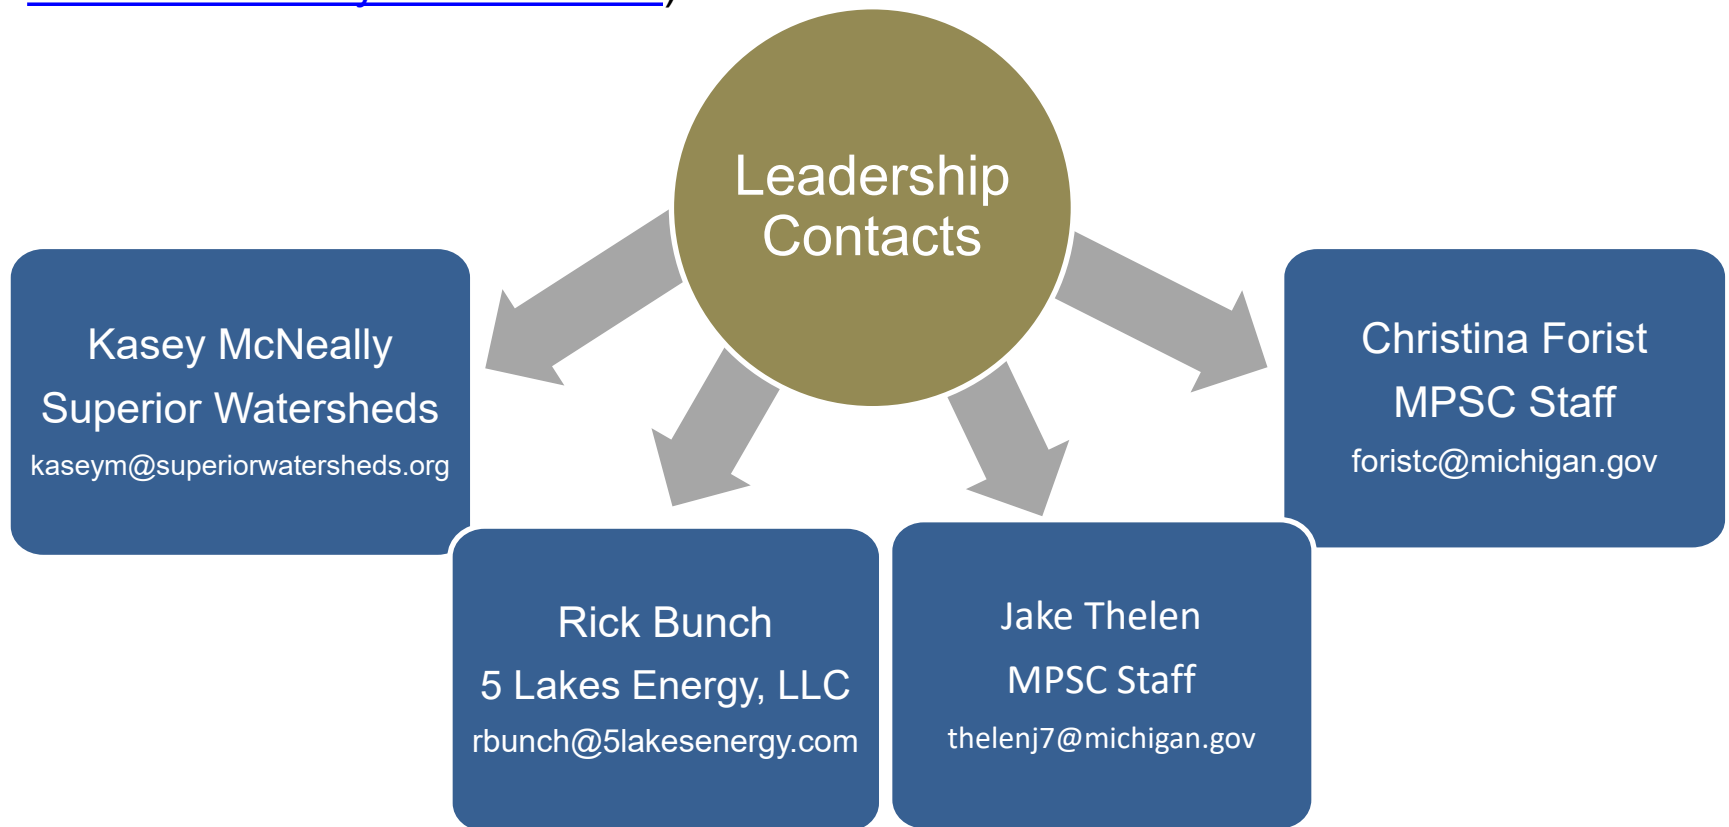 Leadership
Contacts
Kasey McNeally
Superior Watersheds
kaseym@superiorwatersheds.org
Rick Bunch
5 Lakes Energy, LLC
rbunch@5lakesenergy.com
Jake Thelen
MPSC Staff
thelenj7@michigan.gov
Christina Forist
MPSC Staff
foristc@michigan.gov